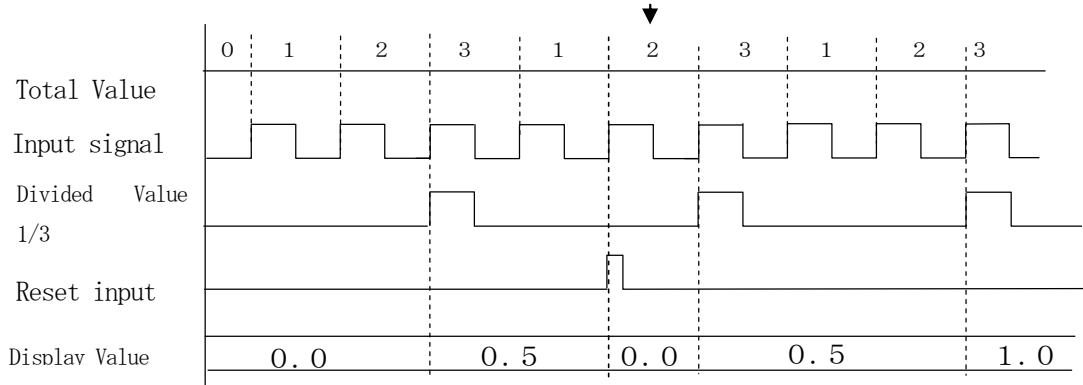 0 1 2 3 1 2 3 1 2 3
Total Value
Input signal
Divided Value
1/3
Reset input
Display Value 0.0 0.5 0.0 0.5 1.0